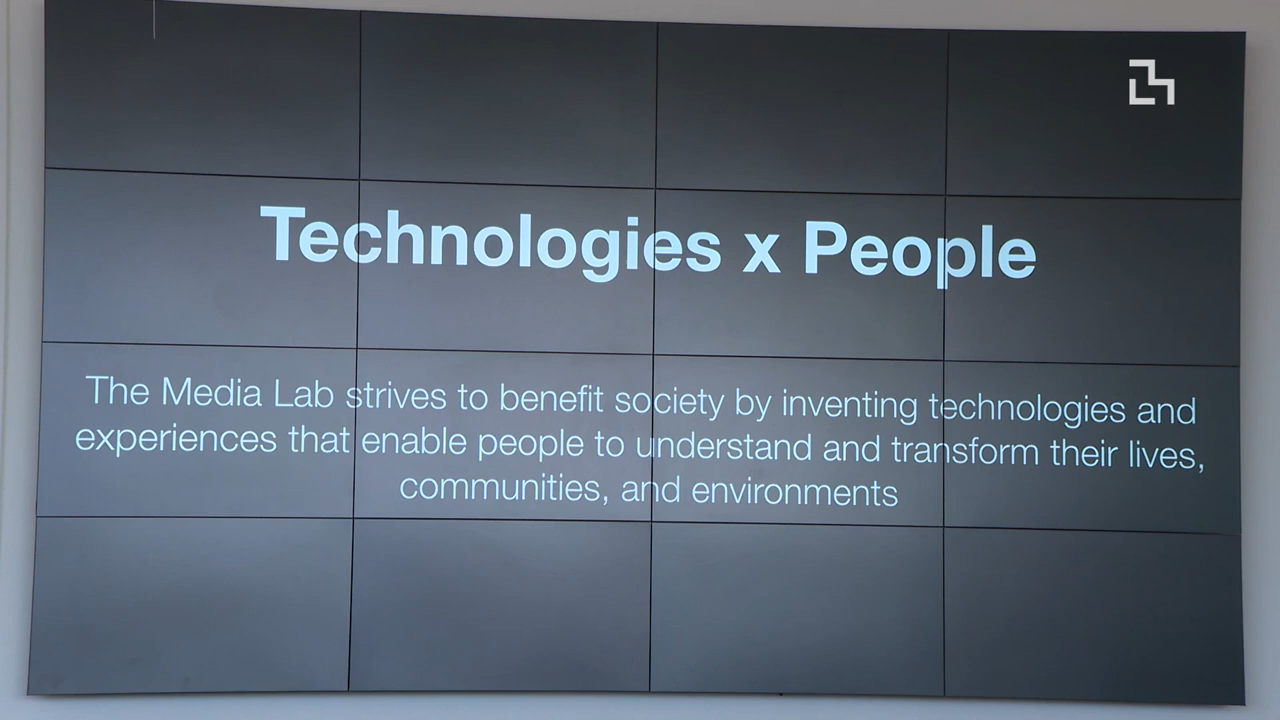 Technologies x People
The Media Lab strives to benefit society by inventing technologies and
experiences that enable people to understand and transform their lives,
communities, and environments